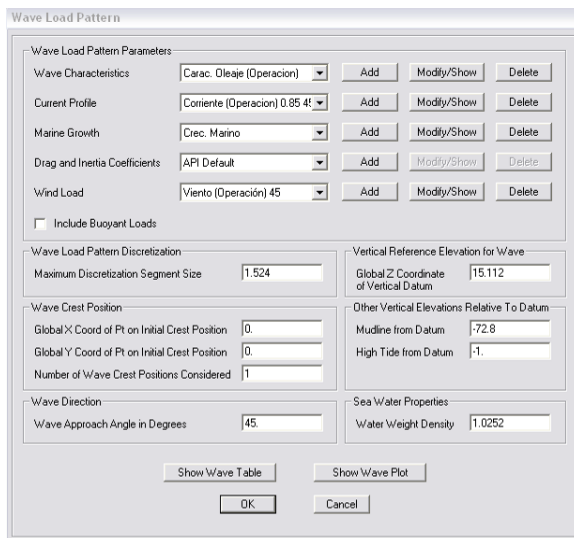 Wave Load Pattern
Wave Load Pattern Parameters
Wave Characteristics Carac. Oleaje (Operacion) Add Modify/Show Delete
Current Profile Corriente (Operacion) 0.85 45 Add Modify/Show Delete
Marine Growth Crec. Marino Add Modify/Show Delete
Drag and Inertia Coefficients API Default Add Modify/Show Delete
Wind Load Viento (Operación) 45 Add Modify/Show Delete
Include Buoyant Loads
Wave Load Pattern Discretization
Maximum Discretization Segment Size 1.524
Vertical Reference Elevation for Wave
Global Z Coordinate of Vertical Datum 15.112
Wave Crest Position
Global X Coord of Pt on Initial Crest Position 0.
Global Y Coord of Pt on Initial Crest Position 0.
Number of Wave Crest Positions Considered 1
Other Vertical Elevations Relative To Datum
Mudline from Datum -72.8
High Tide from Datum -1.
Wave Direction
Wave Approach Angle in Degrees 45.
Sea Water Properties
Water Weight Density 1.0252
Show Wave Table Show Wave Plot
OK Cancel